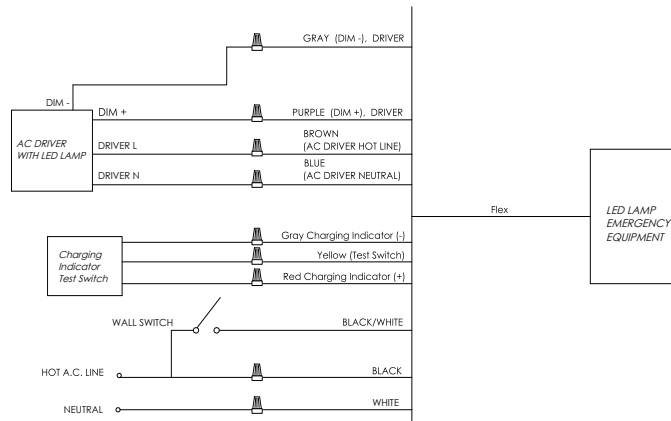 GRAY (DIM -), DRIVER
DIM -
DIM +
PURPLE (DIM +), DRIVER
AC DRIVER
WITH LED LAMP
DRIVER L
BROWN
(AC DRIVER HOT LINE)
DRIVER N
BLUE
(AC DRIVER NEUTRAL)
Flex
LED LAMP
EMERGENCY
EQUIPMENT
Charging
Indicator
Test Switch
Gray Charging Indicator (-)
Yellow (Test Switch)
Red Charging Indicator (+)
WALL SWITCH
BLACK/WHITE
HOT A.C. LINE
BLACK
NEUTRAL
WHITE